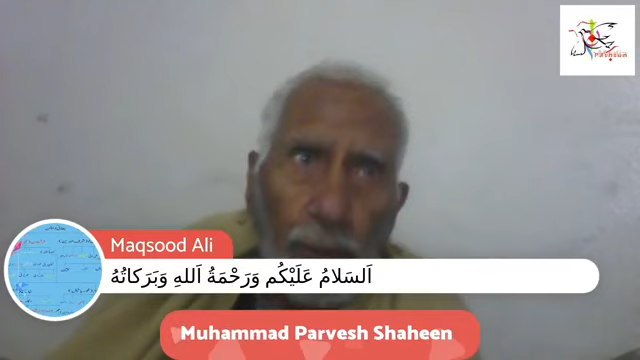 Maqsood Ali
اَلسَلامُ عَلَيْكُم وَرَحْمَةُ اَللهِ وَبَرَكاتُهُ
Muhammad Parvesh Shaheen